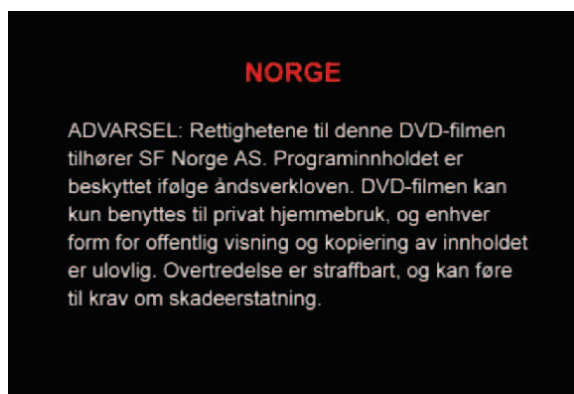 NORGE
ADVARSEL: Rettighetene til denne DVD-filmen
tilhører SF Norge AS. Programinnholdet er
beskyttet ifølge åndsverkloven. DVD-filmen kan
kun benyttes til privat hjemmebruk, og enhver
form for offentlig visning og kopiering av innholdet
er ulovlig. Overtredelse er straffbart, og kan føre
til krav om skadeerstatning.